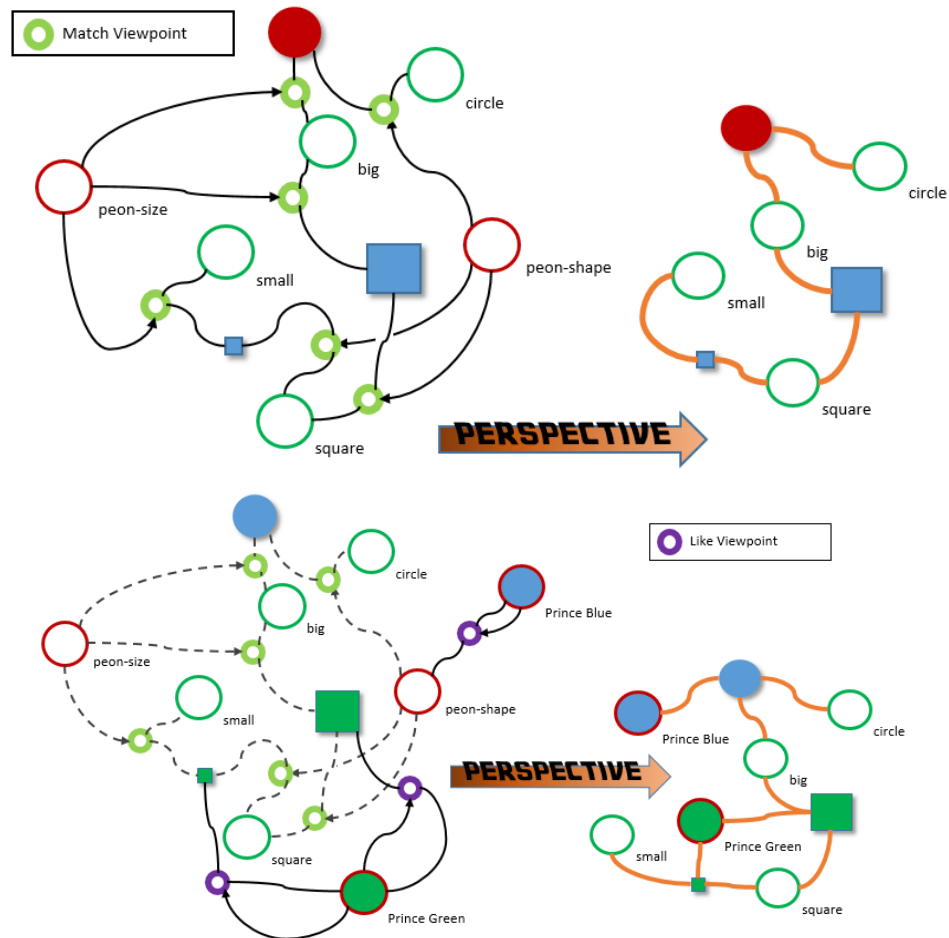 Match Viewpoint
circle
big
peon-size
small
peon-shape
square
PERSPECTIVE
circle
big
small
square
Like Viewpoint
circle
Prince Blue
big
peon-size
small
peon-shape
square
Prince Green
PERSPECTIVE
Prince Blue
circle
big
Prince Green
small
square